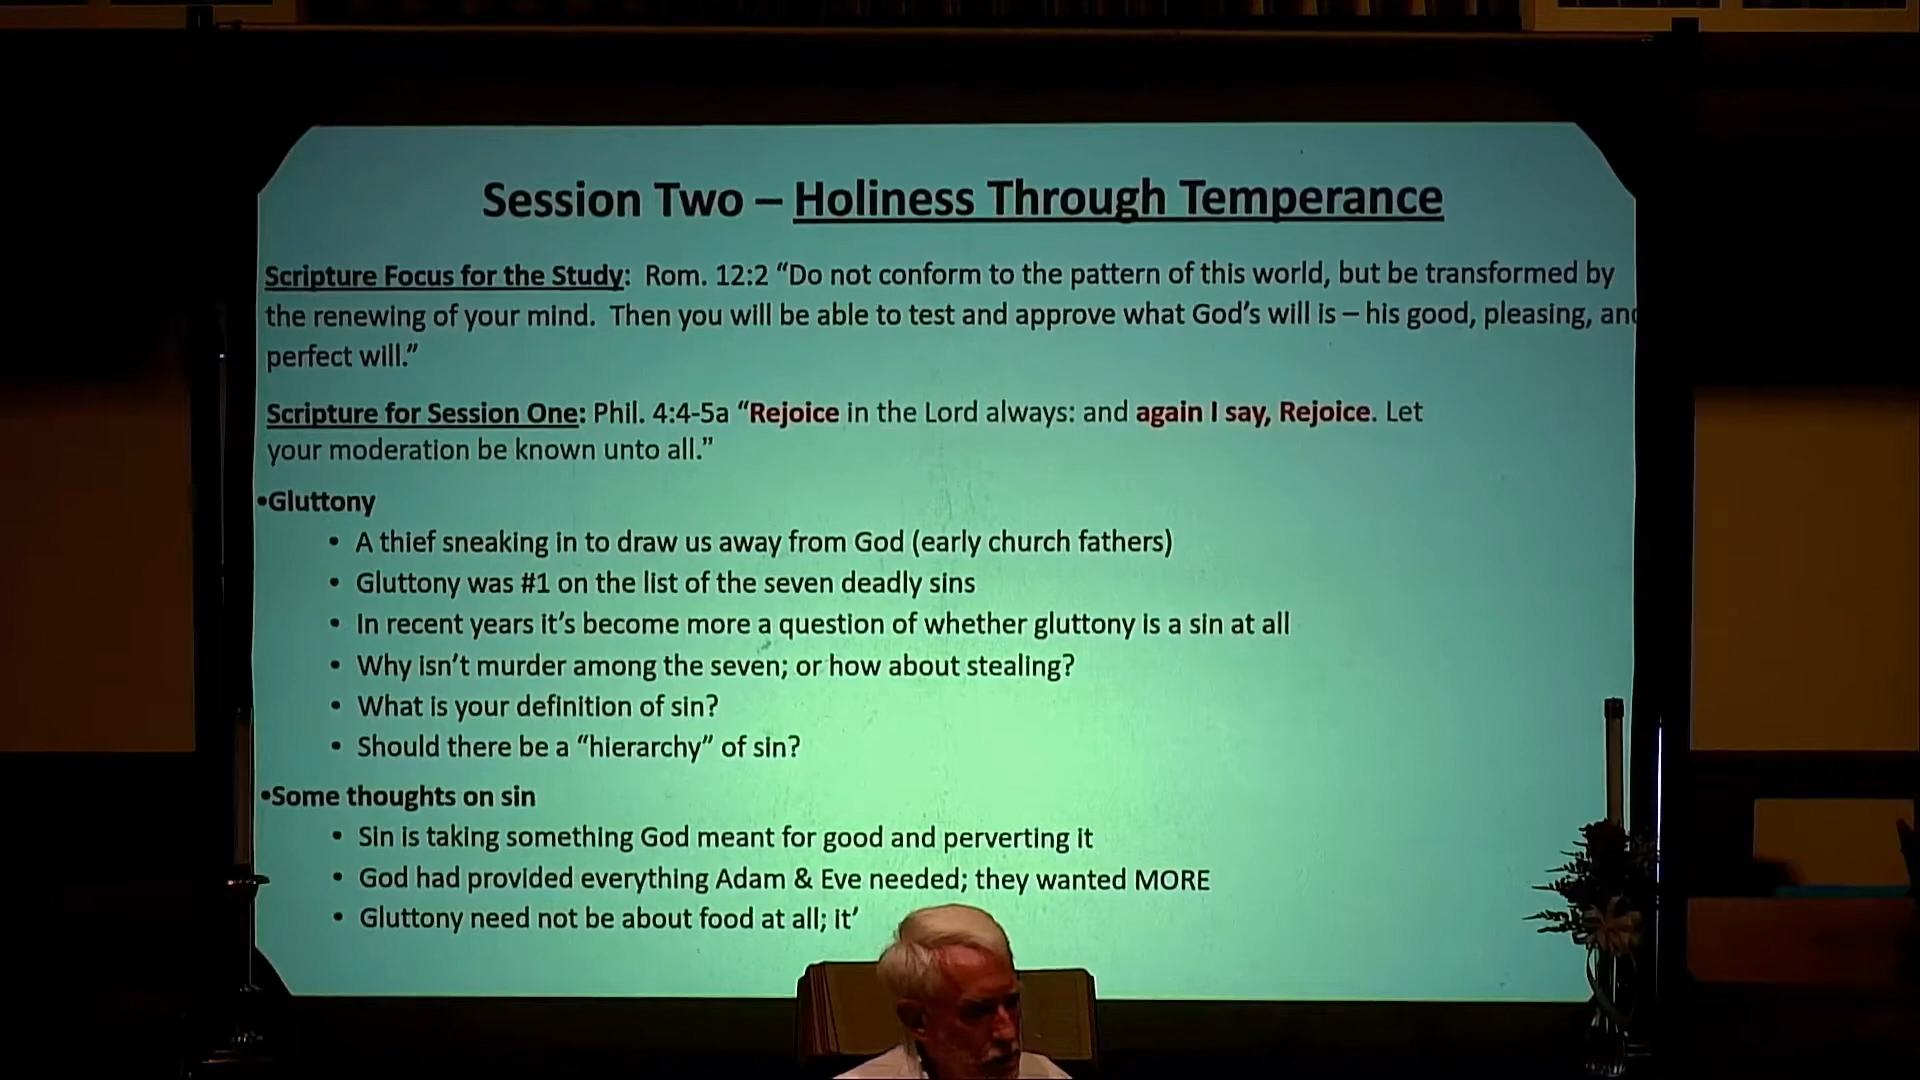 Session Two – Holiness Through Temperance
Scripture Focus for the Study: Rom. 12:2 “Do not conform to the pattern of this world, but be transformed by
the renewing of your mind. Then you will be able to test and approve what God’s will is – his good, pleasing, and
perfect will.”
Scripture for Session One: Phil. 4:4-5a “Rejoice in the Lord always: and again I say, Rejoice. Let
your moderation be known unto all.”
•Gluttony
• A thief sneaking in to draw us away from God (early church fathers)
• Gluttony was #1 on the list of the seven deadly sins
• In recent years it’s become more a question of whether gluttony is a sin at all
• Why isn’t murder among the seven; or how about stealing?
• What is your definition of sin?
• Should there be a “hierarchy” of sin?
•Some thoughts on sin
• Sin is taking something God meant for good and perverting it
• God had provided everything Adam & Eve needed; they wanted MORE
• Gluttony need not be about food at all; it’